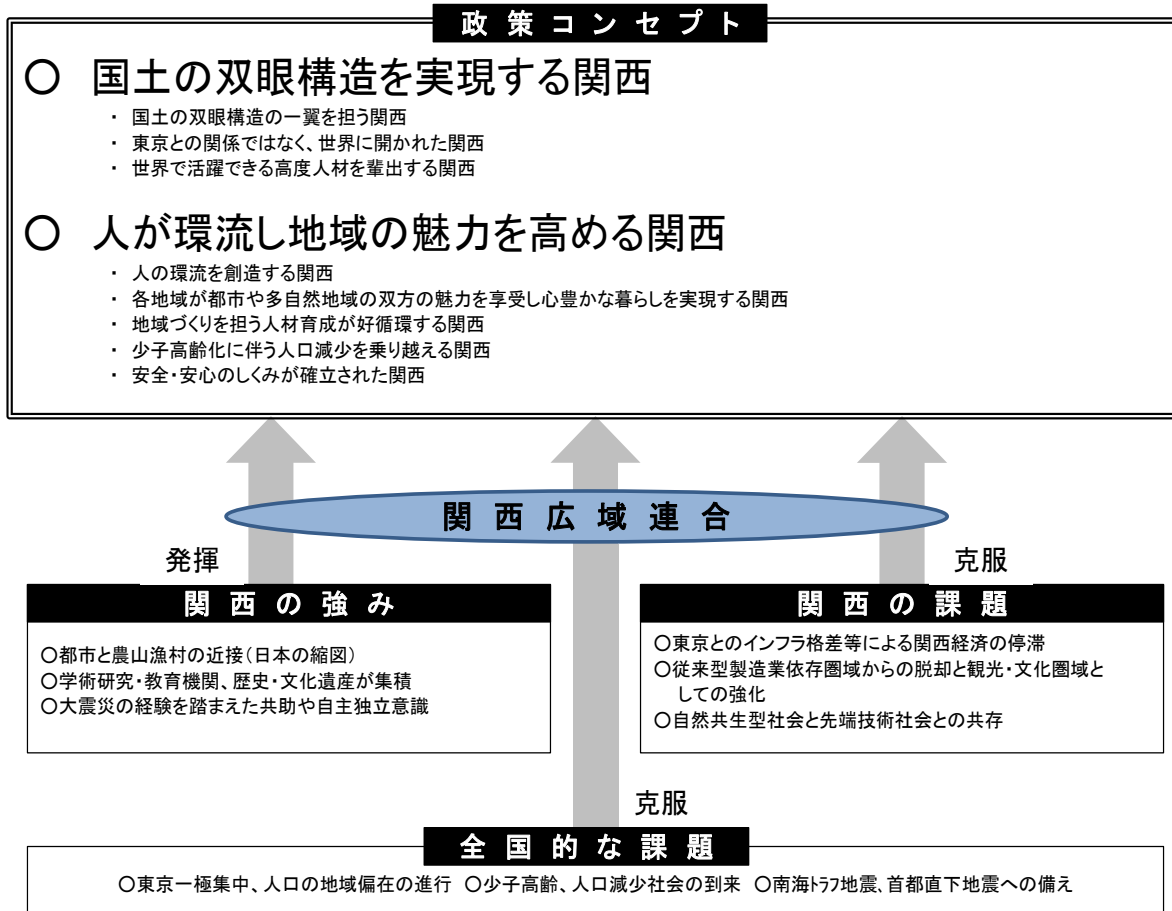 政策コンセプト
○ 国土の双眼構造を実現する関西
・ 国土の双眼構造の一翼を担う関西
・ 東京との関係ではなく、世界に開かれた関西
・ 世界で活躍できる高度人材を輩出する関西
○ 人が環流し地域の魅力を高める関西
・ 人の環流を創造する関西
・ 各地域が都市や多自然地域の双方の魅力を享受し心豊かな暮らしを実現する関西
・ 地域づくりを担う人材育成が好循環する関西
・ 少子高齢化に伴う人口減少を乗り越える関西
・ 安全・安心のしくみが確立された関西
関西広域連合
発揮
克服
関西の強み
○都市と農山漁村の近接（日本の縮図）
○学術研究・教育機関、歴史・文化遺産が集積
○大震災の経験を踏まえた共助や自主独立意識
関西の課題
○東京とのインフラ格差等による関西経済の停滞
○従来型製造業依存圏域からの脱却と観光・文化圏域と
しての強化
○自然共生型社会と先端技術社会との共存
克服
全国的な課題
○東京一極集中、人口の地域偏在の進行 ○少子高齢、人口減少社会の到来 ○南海ﾄﾗﾌ地震､首都直下地震への備え